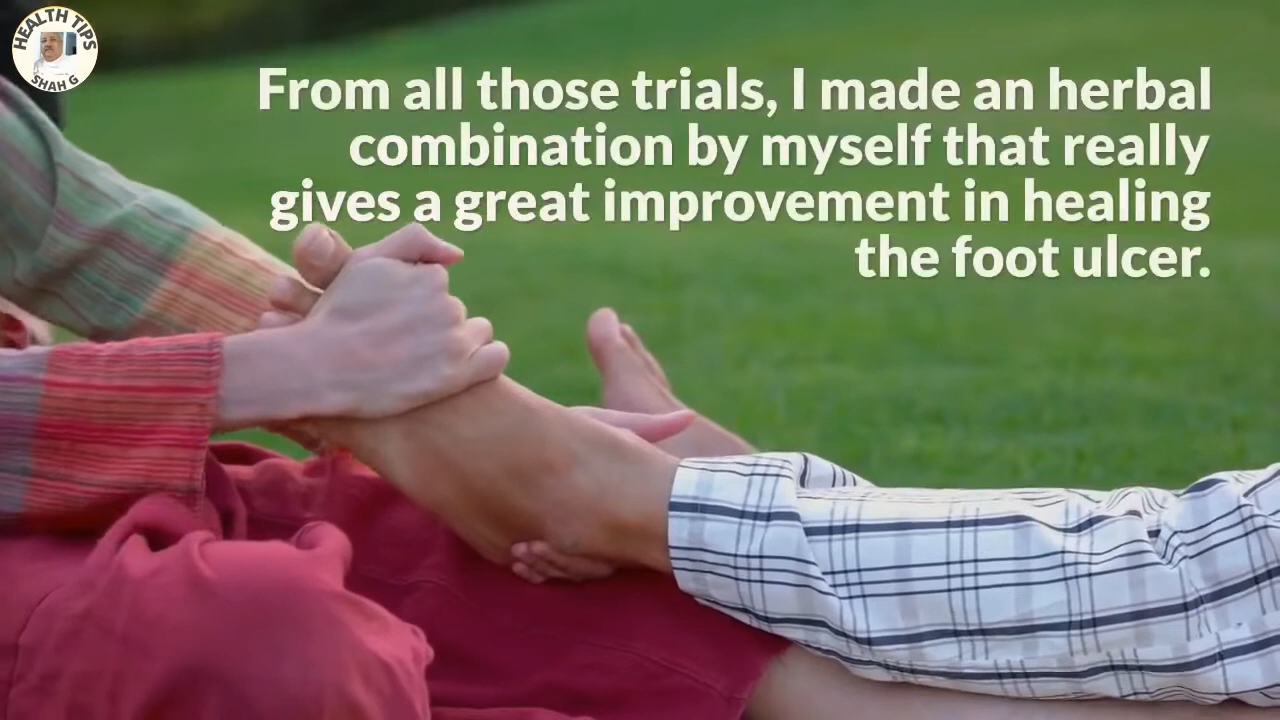 HEALTH TIPS
SHAH G
From all those trials, I made an herbal
combination by myself that really
gives a great improvement in healing
the foot ulcer.